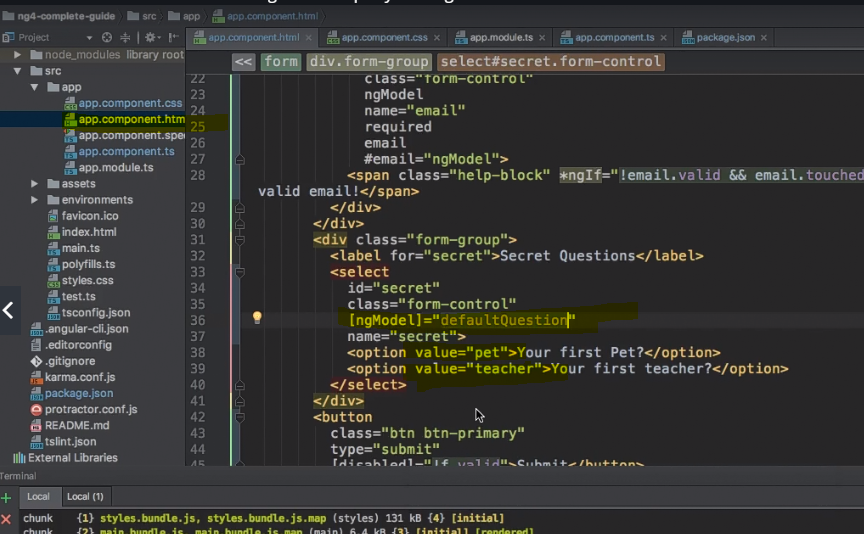 ng4-complete-guide src app app.component.html
Project
app.component.html app.component.css app.module.ts app.component.ts package.json
<< form div.form-group select#secret.form-control
node_modules library root
src
app
app.component.css
app.component.htm
app.component.spe
app.component.ts
app.module.ts
assets
environments
favicon.ico
index.html
main.ts
polyfills.ts
styles.css
test.ts
tsconfig.json
.angular-cli.json
.editorconfig
.gitignore
karma.conf.js
package.json
protractor.conf.js
README.md
tslint.json
External Libraries
22 class="form-control"
23 ngModel
24 name="email"
25 required
26 email
27 #email="ngModel">
28 <span class="help-block" *ngIf="!email.valid && email.touched
valid email!</span>
29 </div>
30 </div>
31 <div class="form-group">
32 <label for="secret">Secret Questions</label>
33 <select
34 id="secret"
35 class="form-control"
36 [ngModel]="defaultQuestion"
37 name="secret">
38 <option value="pet">Your first Pet?</option>
39 <option value="teacher">Your first teacher?</option>
40 </select>
41 </div>
42 <button
43 class="btn btn-primary"
44 type="submit"
45 [disabled]="!f.valid">Submit</button>
Terminal
Local Local (1)
chunk {1} styles.bundle.js, styles.bundle.js.map (styles) 131 kB {4} [initial]
chunk {2} main.bundle.js, main.bundle.js.map (main) 6.4 kB {3} [initial] [rendered]